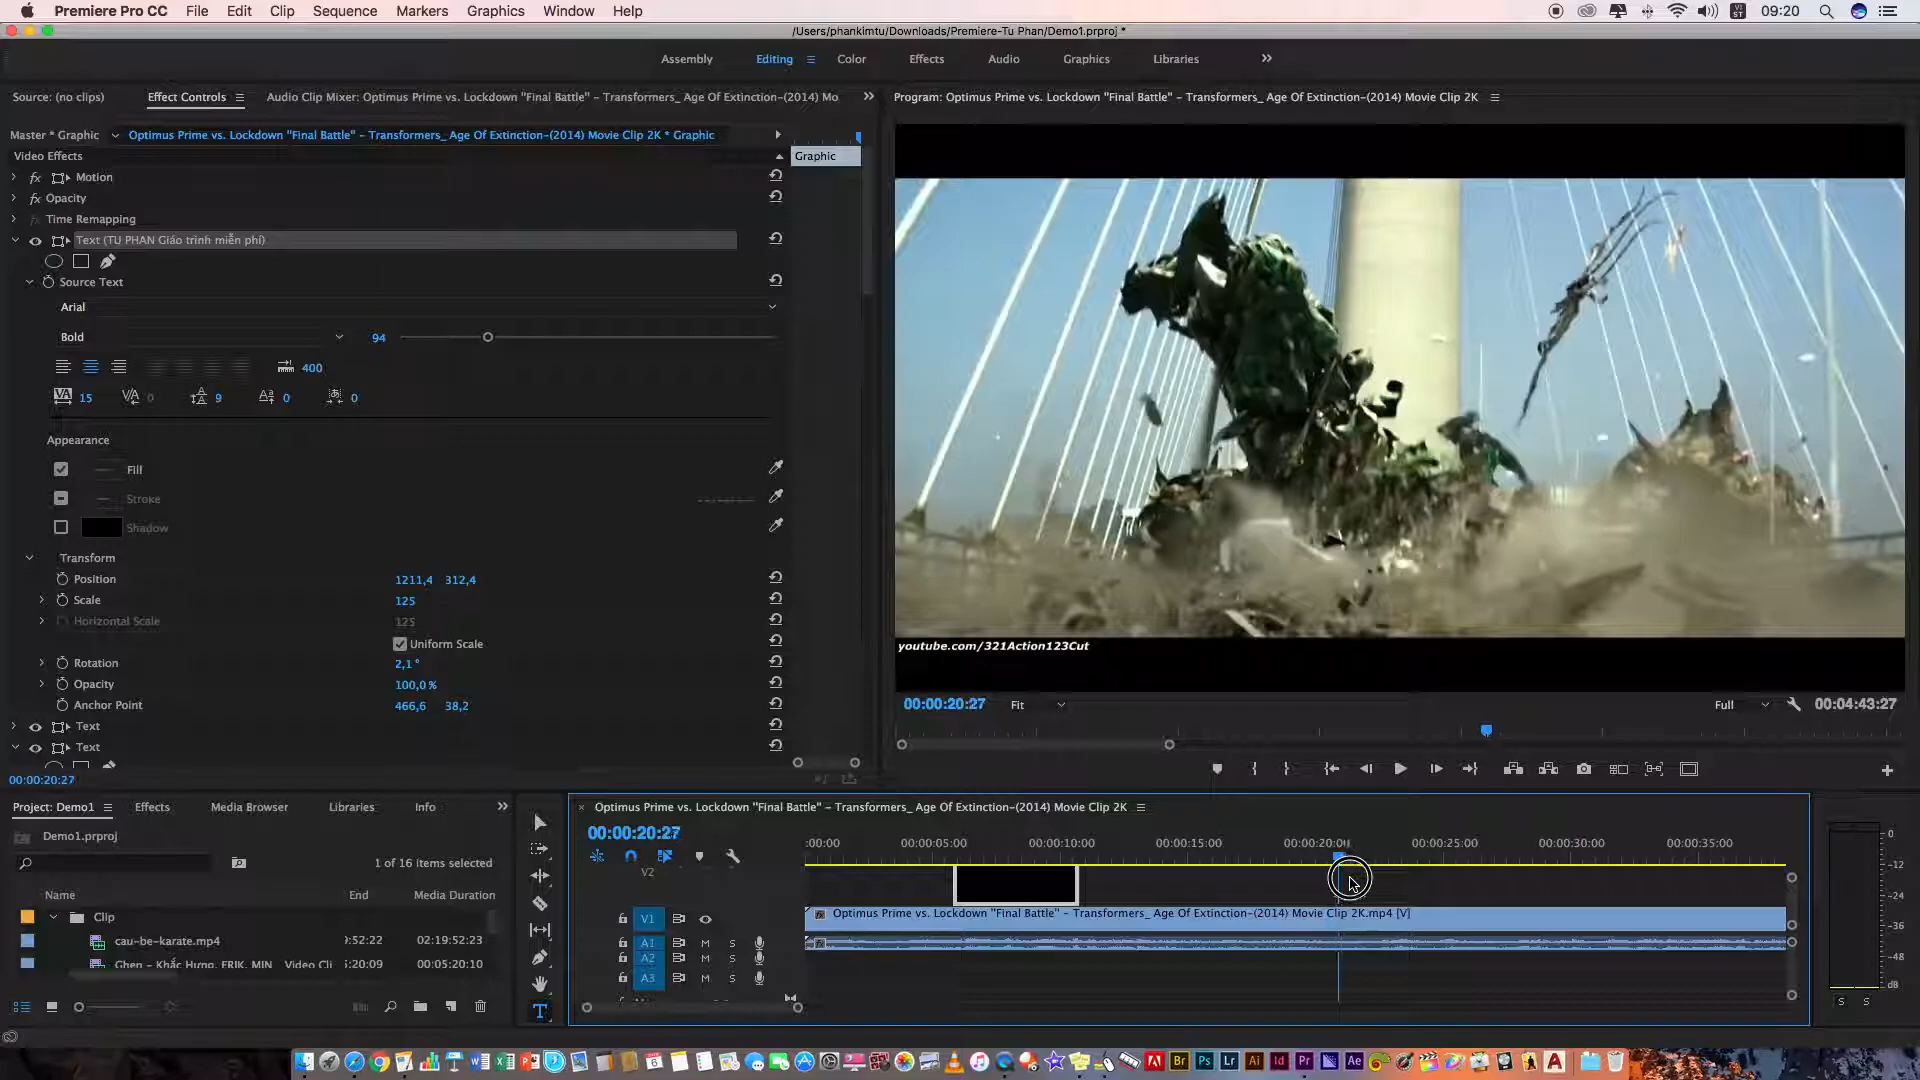 Premiere Pro CC File Edit Clip Sequence Markers Graphics Window Help 09:20
/Users/phankimtu/Downloads/Premiere-Tu Phan/Demo1.prproj *
Assembly Editing Color Effects Audio Graphics Libraries
Source: (no clips) Effect Controls Audio Clip Mixer: Optimus Prime vs. Lockdown "Final Battle" – Transformers_ Age Of Extinction-(2014) Mo
Program: Optimus Prime vs. Lockdown "Final Battle" – Transformers_ Age Of Extinction-(2014) Movie Clip 2K
Master * Graphic Optimus Prime vs. Lockdown "Final Battle" – Transformers_ Age Of Extinction-(2014) Movie Clip 2K * Graphic
Video Effects Graphic
fx Motion
fx Opacity
fx Time Remapping
Text (TU PHAN Giáo trình miễn phí)
Source Text
Arial
Bold 94
400
15 0 9 0 0
Appearance
Fill
Stroke
Shadow
Transform
Position 1211,4 312,4
Scale 125
Horizontal Scale 125
Uniform Scale
Rotation 2,1 °
Opacity 100,0 %
Anchor Point 466,6 38,2
Text
Text
00:00:20:27
youtube.com/321Action123Cut
00:00:20:27 Fit Full 00:04:43:27
Project: Demo1 Effects Media Browser Libraries Info
Demo1.prproj
1 of 16 items selected
Name End Media Duration
Clip
cau-be-karate.mp4 9:52:22 02:19:52:23
Ghen – Khắc Hưng, ERIK, MIN Video Cli 5:20:09 00:05:20:10
Optimus Prime vs. Lockdown "Final Battle" – Transformers_ Age Of Extinction-(2014) Movie Clip 2K
00:00:20:27
:00:00 00:00:05:00 00:00:10:00 00:00:15:00 00:00:20:00 00:00:25:00 00:00:30:00 00:00:35:00
V2
V1 Optimus Prime vs. Lockdown "Final Battle" – Transformers_ Age Of Extinction-(2014) Movie Clip 2K.mp4 [V]
A1 M S
A2 M S
A3 M S
0
-12
-24
-36
-48
dB
S S